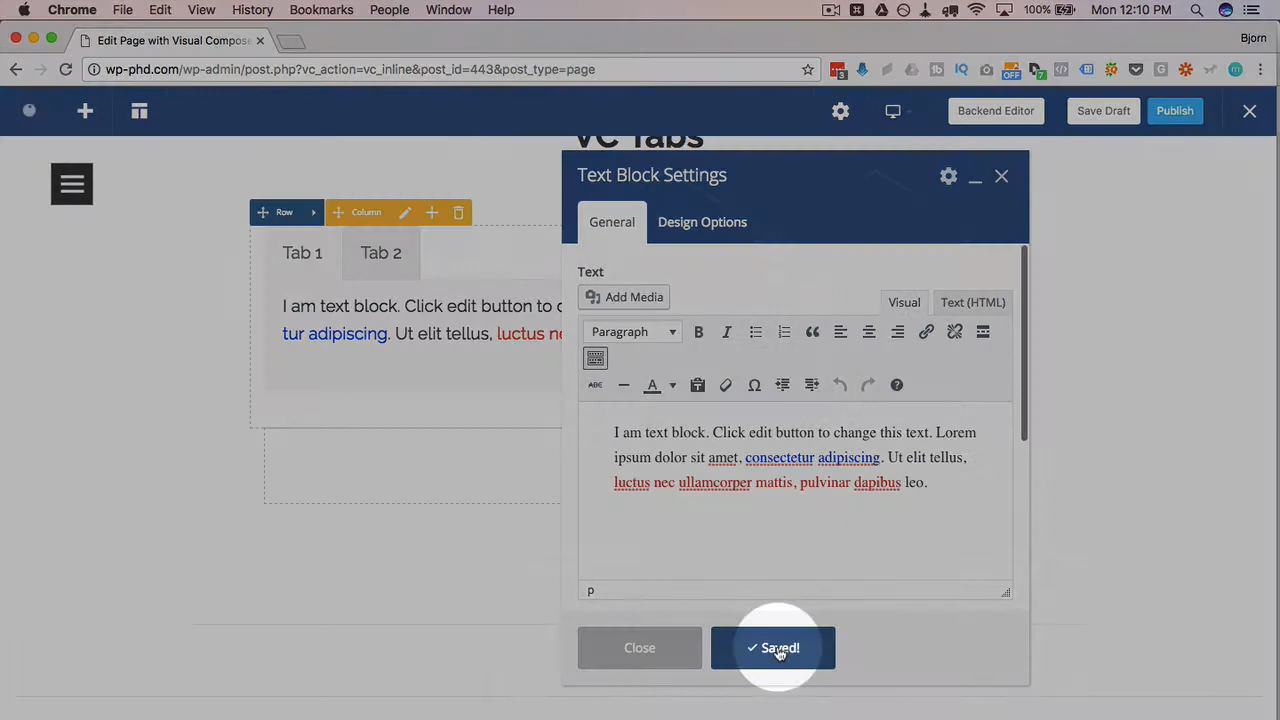 Chrome File Edit View History Bookmarks People Window Help 100% Mon 12:10 PM
Edit Page with Visual Compose Bjorn
wp-phd.com/wp-admin/post.php?vc_action=vc_inline&post_id=443&post_type=page
Backend Editor Save Draft Publish
VC Tabs
Text Block Settings
Row Column
General Design Options
Tab 1 Tab 2
Text
Add Media
Visual Text (HTML)
I am text block. Click edit button to c
tur adipiscing. Ut elit tellus, luctus ne
Paragraph B I
ABC A
I am text block. Click edit button to change this text. Lorem
ipsum dolor sit amet, consectetur adipiscing. Ut elit tellus,
luctus nec ullamcorper mattis, pulvinar dapibus leo.
p
Close Saved!